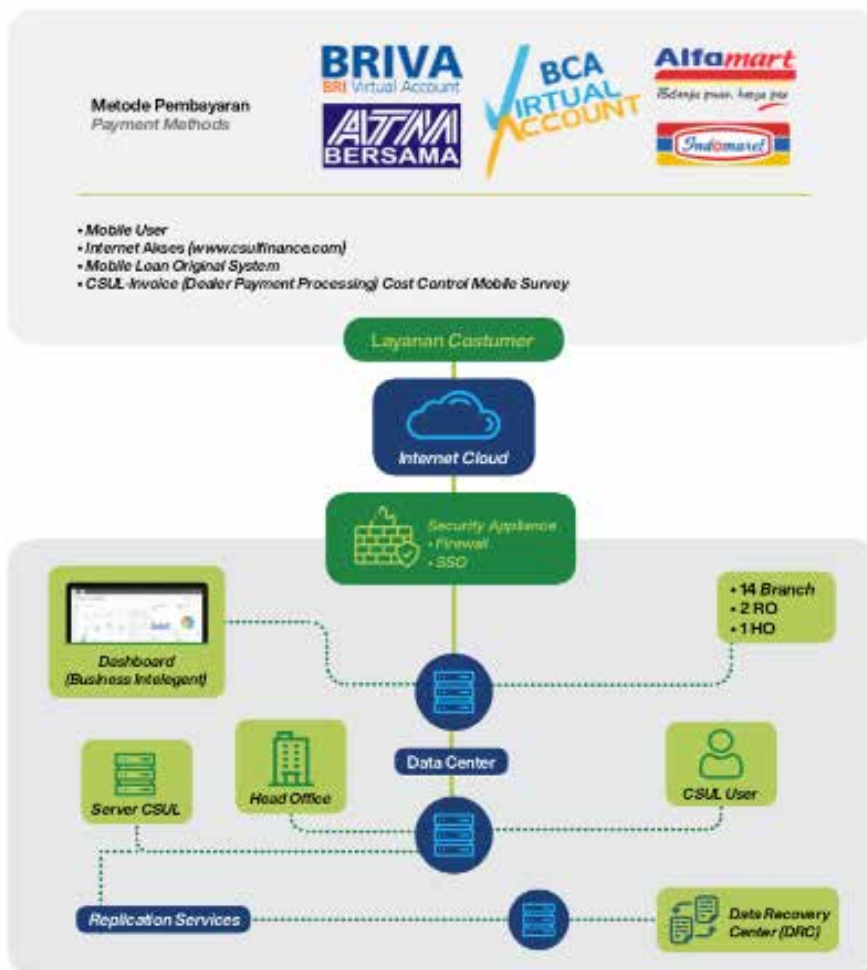 Metode Pembayaran
Payment Methods
BRIVA
BRI Virtual Account
ATM
BERSAMA
BCA
VIRTUAL
ACCOUNT
Alfamart
Belanja puas, harga pas
Indomaret
• Mobile User
• Internet Akses (www.csulfinance.com)
• Mobile Loan Original System
• CSUL-Invoice (Dealer Payment Processing) Cost Control Mobile Survey
Layanan Costumer
Internet Cloud
Security Appliance
• Firewall
• SSO
Dashboard
(Business Intelegent)
• 14 Branch
• 2 RO
• 1 HO
Data Center
Server CSUL
Head Office
CSUL User
Replication Services
Data Recovery
Center (DRC)